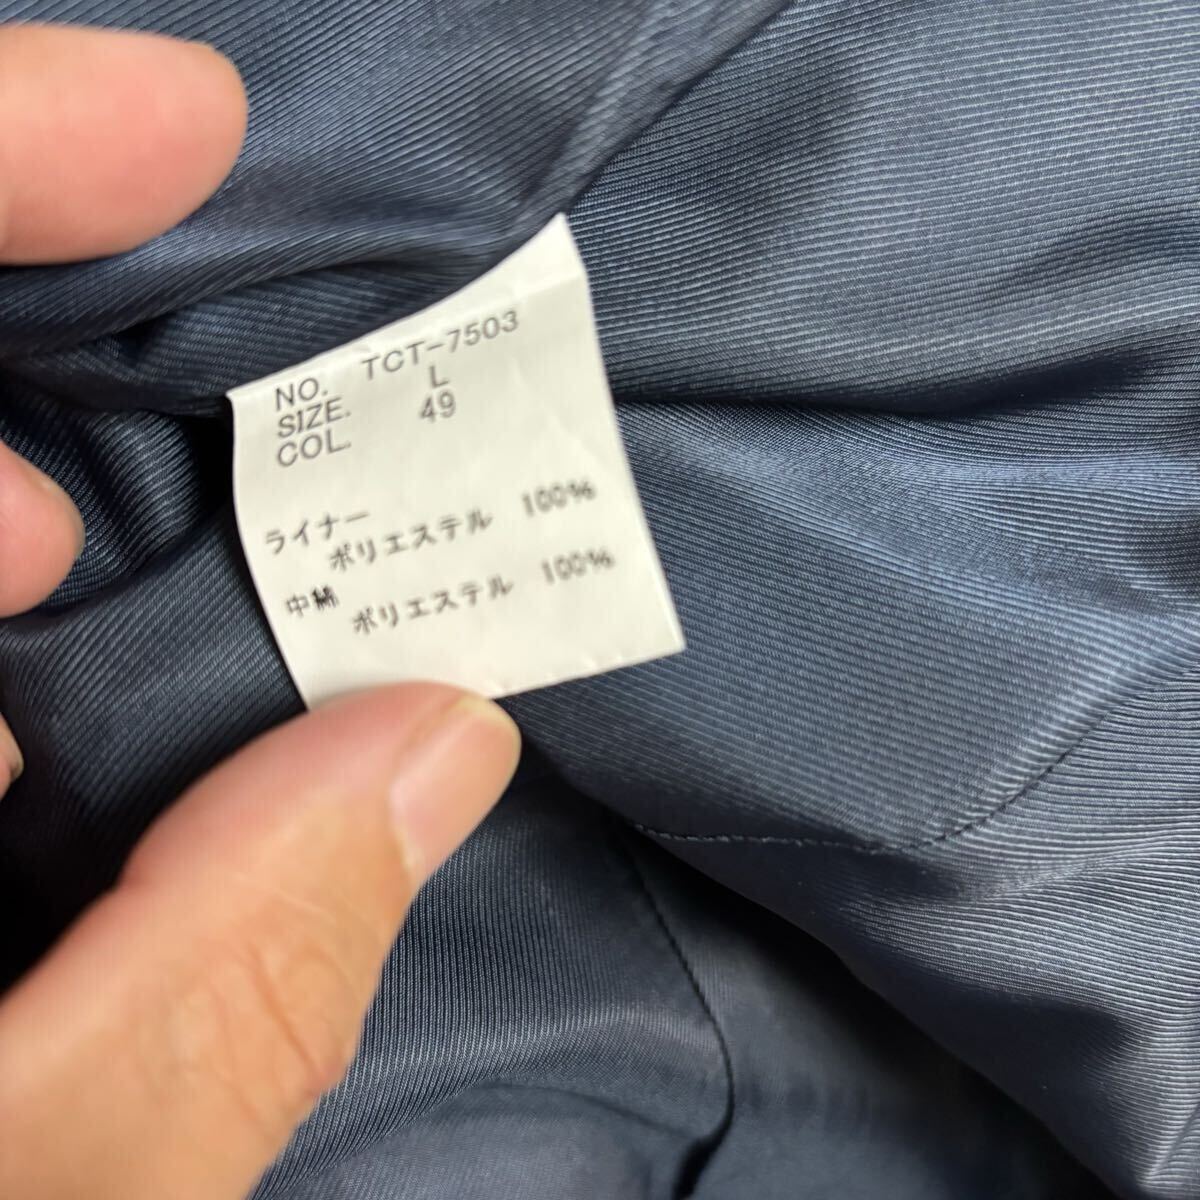 NO. TCT-7503
SIZE. L
COL. 49
ライナー
ポリエステル 100%
中綿
ポリエステル 100%